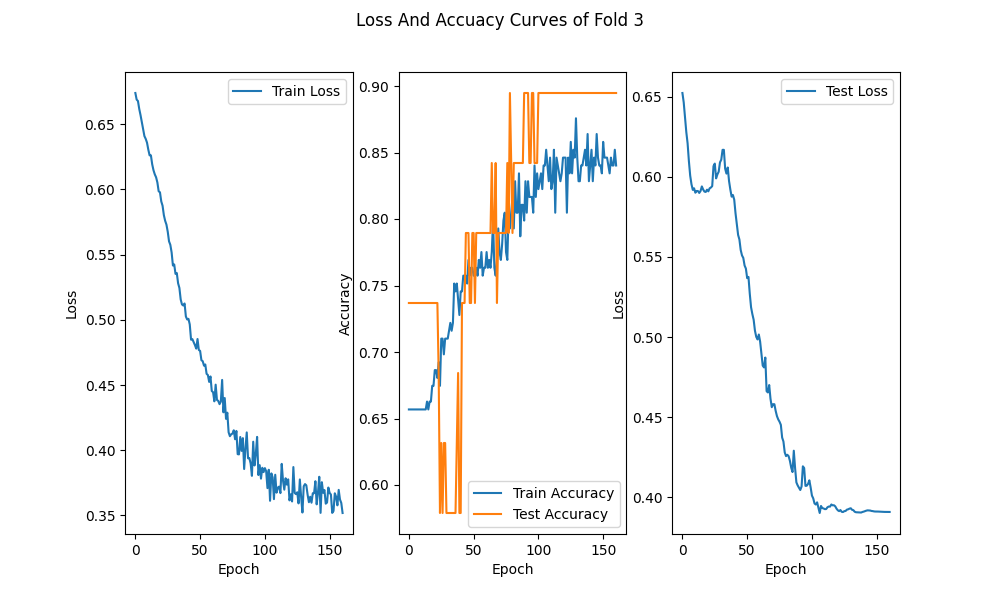 Loss And Accuacy Curves of Fold 3
Train Loss
0.65
0.60
0.55
0.50
0.45
0.40
0.35
Loss
0
50
100
150
Epoch
0.90
0.85
0.80
0.75
0.70
0.65
0.60
Accuracy
Train Accuracy
Test Accuracy
0
50
100
150
Epoch
Test Loss
0.65
0.60
0.55
0.50
0.45
0.40
Loss
0
50
100
150
Epoch